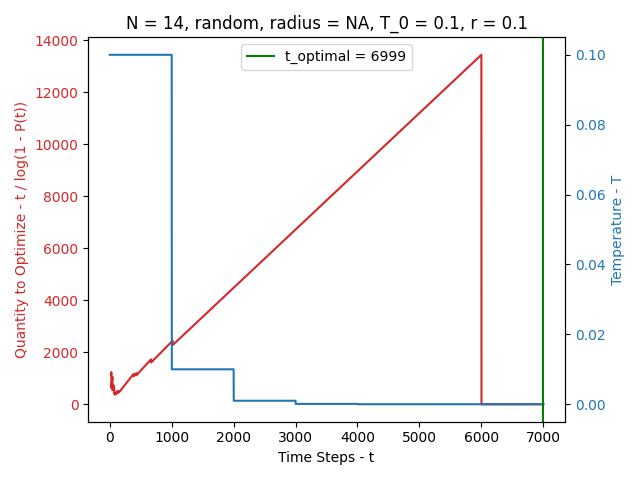 N = 14, random, radius = NA, T_0 = 0.1, r = 0.1
t_optimal = 6999
Quantity to Optimize - t / log(1 - P(t))
14000
12000
10000
8000
6000
4000
2000
0
0.10
0.08
0.06
0.04
0.02
0.00
Temperature - T
0 1000 2000 3000 4000 5000 6000 7000
Time Steps - t